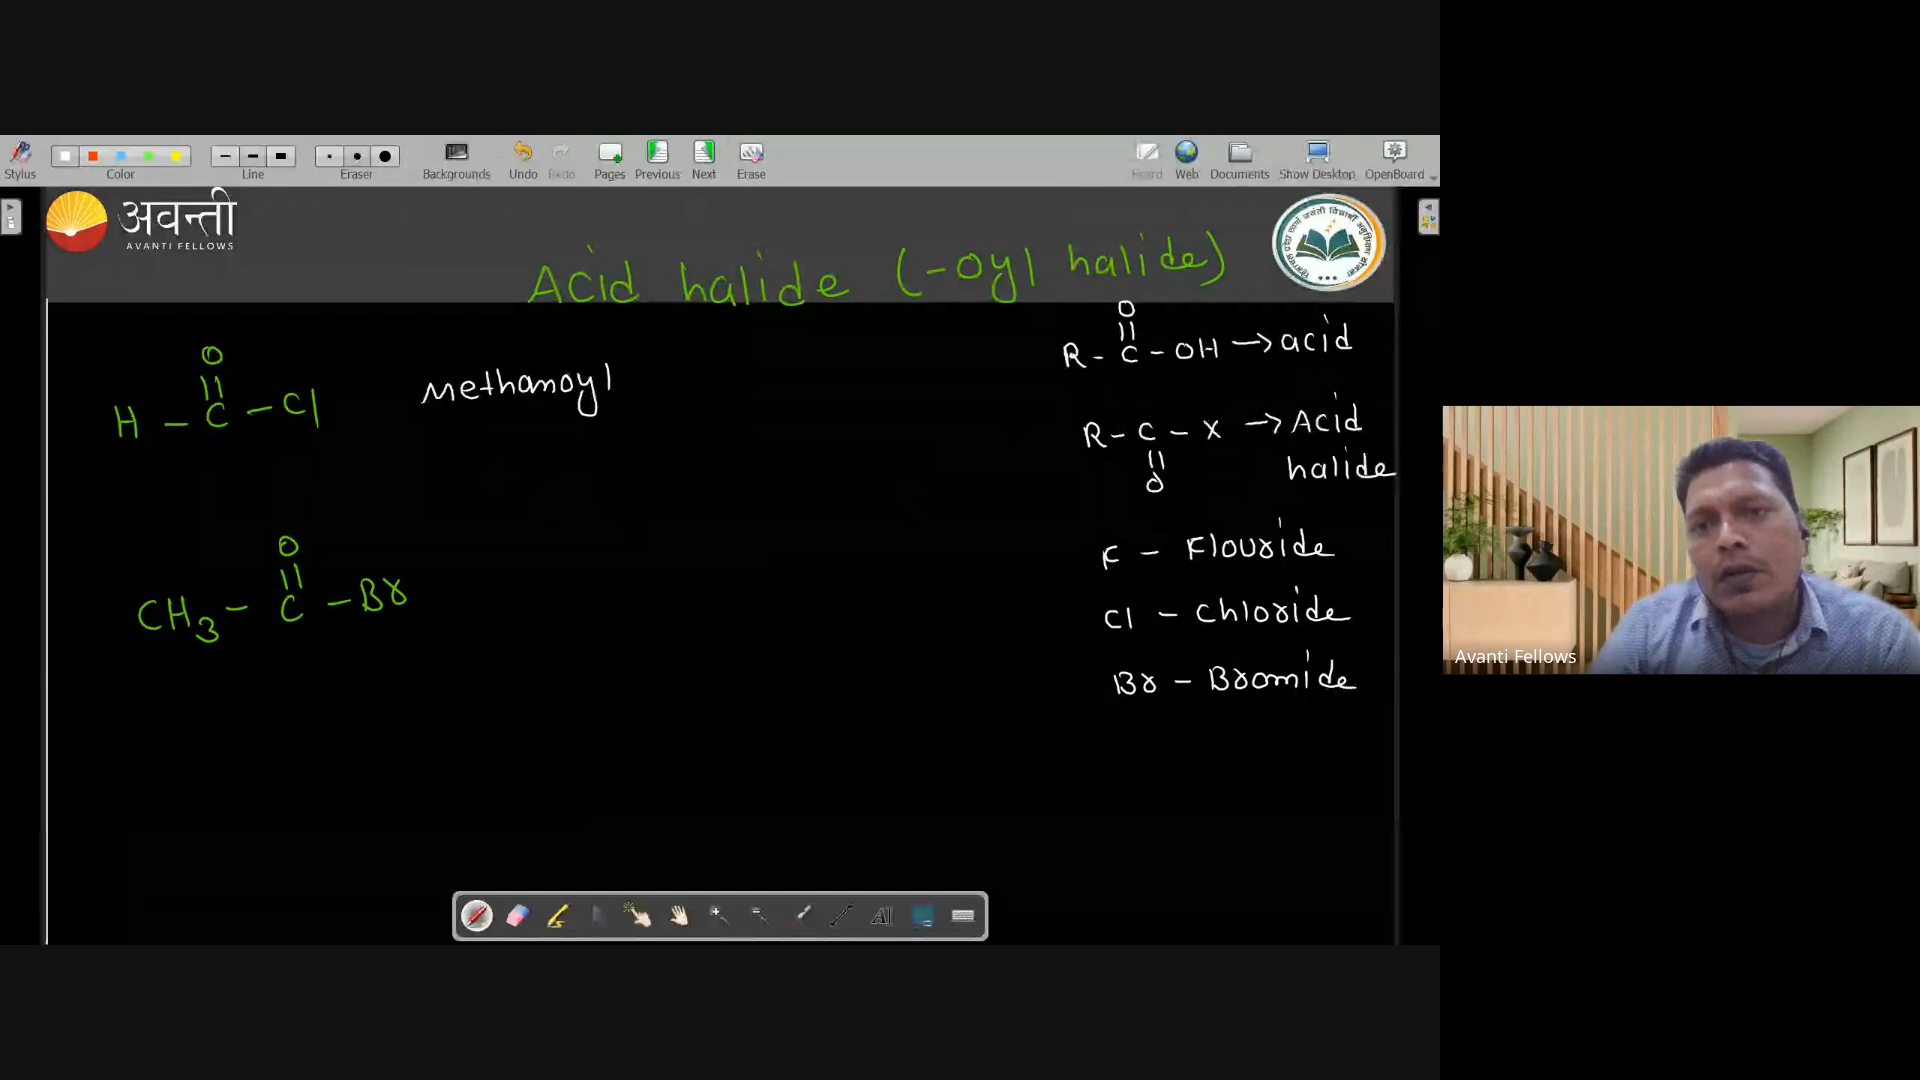 Stylus
Color
Line
Eraser
Backgrounds
Undo
Redo
Pages
Previous
Next
Erase
Board
Web
Documents
Show Desktop
OpenBoard
अवन्ती
AVANTI FELLOWS
Acid halide (-oyl halide)
O
||
H - C - Cl
Methanoyl
O
||
R - C - OH → acid
R - C - X → Acid
|| halide
O
F - Flouride
Cl - Chloride
Br - Bromide
O
||
CH3 - C - Br
Avanti Fellows